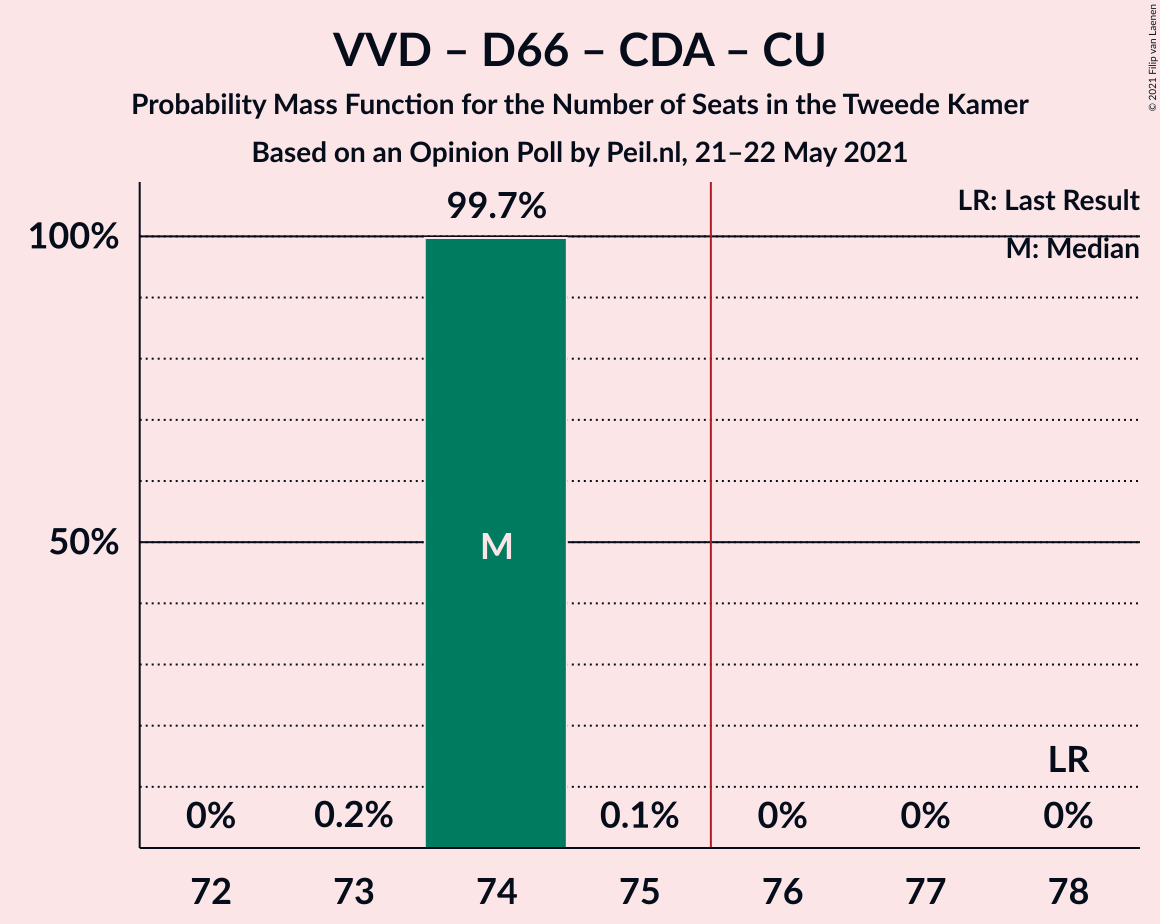 VVD – D66 – CDA – CU
Probability Mass Function for the Number of Seats in the Tweede Kamer
Based on an Opinion Poll by Peil.nl, 21–22 May 2021
© 2021 Filip van Laenen
LR: Last Result
M: Median
99.7%
100%
50%
M
LR
0% 0.2% 0.1% 0% 0% 0%
72 73 74 75 76 77 78